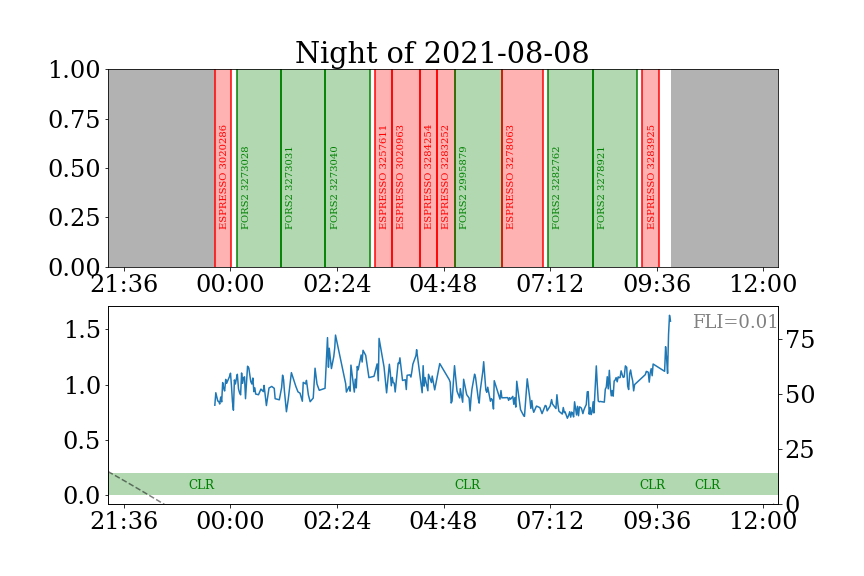 Night of 2021-08-08
1.00
0.75
0.50
0.25
0.00
ESPRESSO 3020286
FORS2 3273028
FORS2 3273031
FORS2 3273040
ESPRESSO 3257611
ESPRESSO 3020963
ESPRESSO 3284254
ESPRESSO 3283252
FORS2 2995879
ESPRESSO 3278063
FORS2 3282762
FORS2 3278921
ESPRESSO 3283925
21:36 00:00 02:24 04:48 07:12 09:36 12:00
FLI=0.01
1.5
1.0
0.5
0.0
75
50
25
0
CLR CLR CLR CLR
21:36 00:00 02:24 04:48 07:12 09:36 12:00